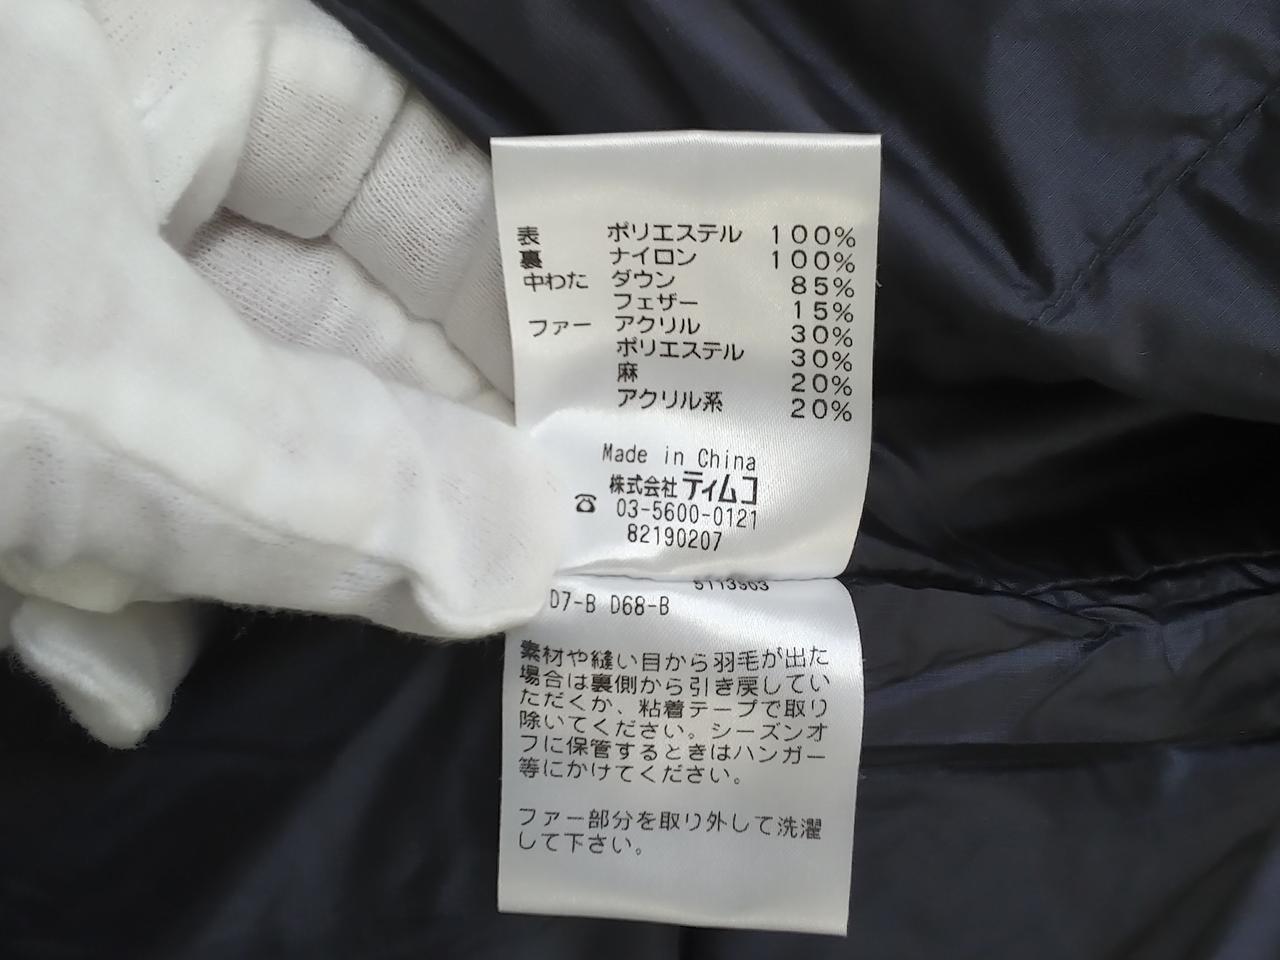 表 ポリエステル 100%
裏 ナイロン 100%
中わた ダウン 85%
フェザー 15%
ファー アクリル 30%
ポリエステル 30%
麻 20%
アクリル系 20%
Made in China
株式会社 ティムコ
☎ 03-5600-0121
82190207
5113903
D7-B D68-B
素材や縫い目から羽毛が出た
場合は裏側から引き戻してい
ただくか、粘着テープで取り
除いてください。シーズンオ
フに保管するときはハンガー
等にかけてください。
ファー部分を取り外して洗濯
して下さい。